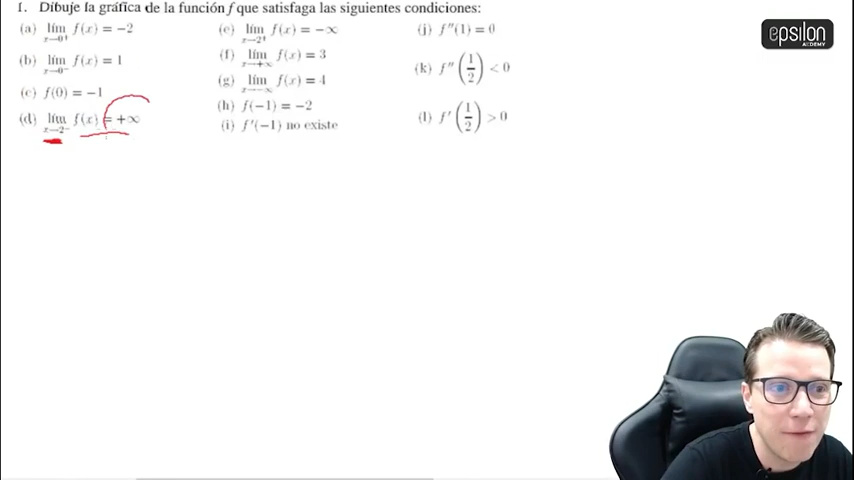 1. Dibuje la gráfica de la función f que satisfaga las siguientes condiciones:
(a) lím x→0⁺ f(x) = −2
(b) lím x→0⁻ f(x) = 1
(c) f(0) = −1
(d) lím x→2⁻ f(x) = +∞
(e) lím x→2⁺ f(x) = −∞
(f) lím x→+∞ f(x) = 3
(g) lím x→−∞ f(x) = 4
(h) f(−1) = −2
(i) f′(−1) no existe
(j) f″(1) = 0
(k) f″(1/2) < 0
(l) f′(1/2) > 0
epsilon
ACADEMY